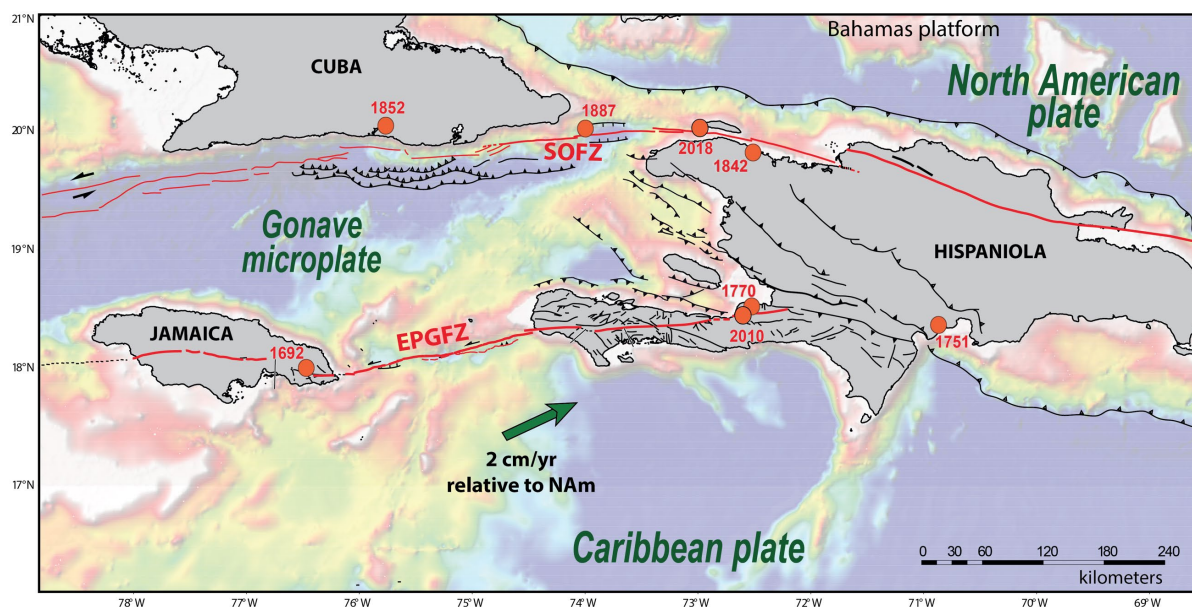 21°N
20°N
19°N
18°N
17°N
Bahamas platform
North American
plate
CUBA
1852
1887
SOFZ
2018
1842
Gonave
microplate
HISPANIOLA
1770
2010
1751
JAMAICA
1692
EPGFZ
2 cm/yr
relative to NAm
Caribbean plate
0 30 60 120 180 240
kilometers
78°W 77°W 76°W 75°W 74°W 73°W 72°W 71°W 70°W 69°W